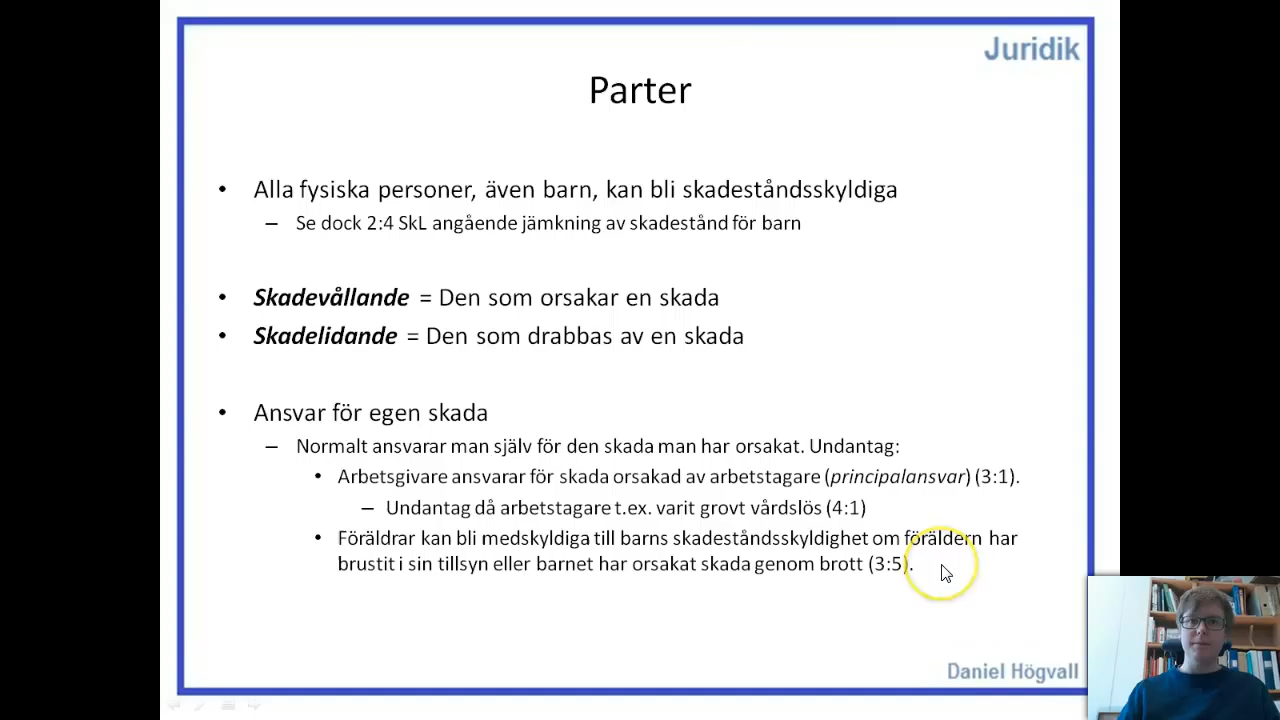 Juridik
Parter
• Alla fysiska personer, även barn, kan bli skadeståndsskyldiga
– Se dock 2:4 SkL angående jämkning av skadestånd för barn
• Skadevållande = Den som orsakar en skada
• Skadelidande = Den som drabbas av en skada
• Ansvar för egen skada
– Normalt ansvarar man själv för den skada man har orsakat. Undantag:
• Arbetsgivare ansvarar för skada orsakad av arbetstagare (principalansvar) (3:1).
– Undantag då arbetstagare t.ex. varit grovt vårdslös (4:1)
• Föräldrar kan bli medskyldiga till barns skadeståndsskyldighet om föräldern har
brustit i sin tillsyn eller barnet har orsakat skada genom brott (3:5).
Daniel Högvall